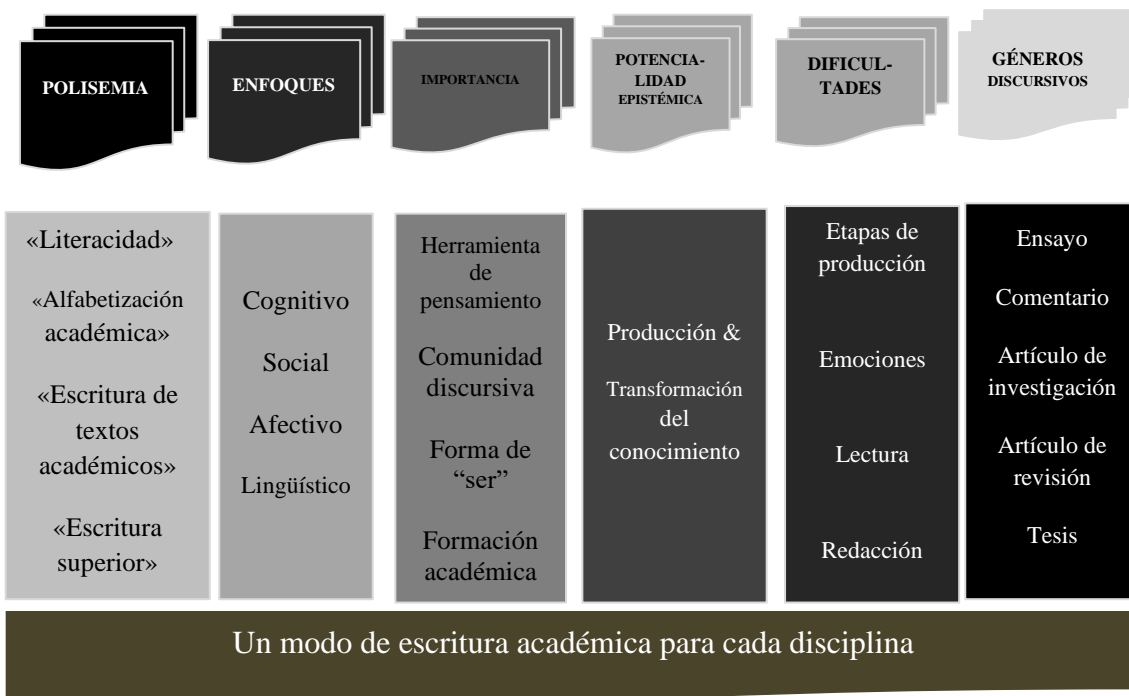 POLISEMIA
ENFOQUES
IMPORTANCIA
POTENCIA-
LIDAD
EPISTÉMICA
DIFICUL-
TADES
GÉNEROS
DISCURSIVOS
«Literacidad»
«Alfabetización
académica»
«Escritura de
textos
académicos»
«Escritura
superior»
Cognitivo
Social
Afectivo
Lingüístico
Herramienta
de
pensamiento
Comunidad
discursiva
Forma de
“ser”
Formación
académica
Producción &
Transformación
del
conocimiento
Etapas de
producción
Emociones
Lectura
Redacción
Ensayo
Comentario
Artículo de
investigación
Artículo de
revisión
Tesis
Un modo de escritura académica para cada disciplina